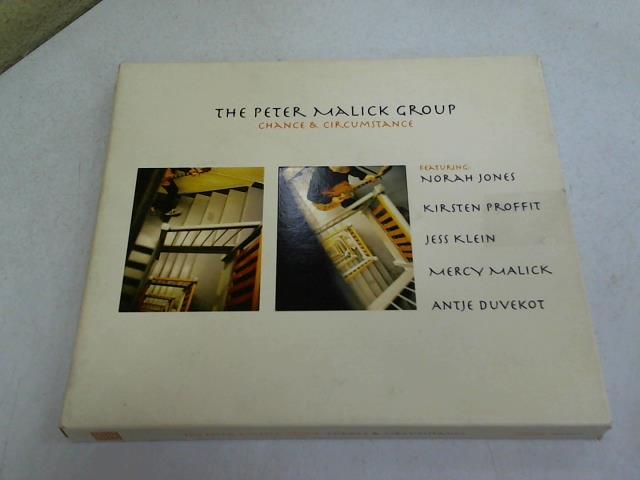 THE PETER MALICK GROUP
CHANCE & CIRCUMSTANCE
FEATURING:
NORAH JONES
KIRSTEN PROFFIT
JESS KLEIN
MERCY MALICK
ANTJE DUVEKOT